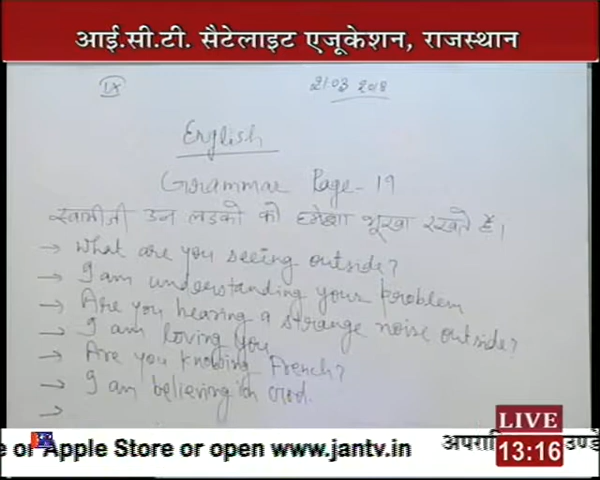 आई.सी.टी. सैटेलाइट एजूकेशन, राजस्थान
IX
21.03 2018
English
Grammar Page - 19
स्वामीजी उन लड़को को हमेशा भूखा रखते हैं।
→ What are you seeing outside?
→ I am understanding your problem
→ Are you hearing a strange noise outside?
→ I am loving you
→ Are you knowing French?
→ I am believing in God.
→
LIVE
13:16
e or Apple Store or open www.jantv.in